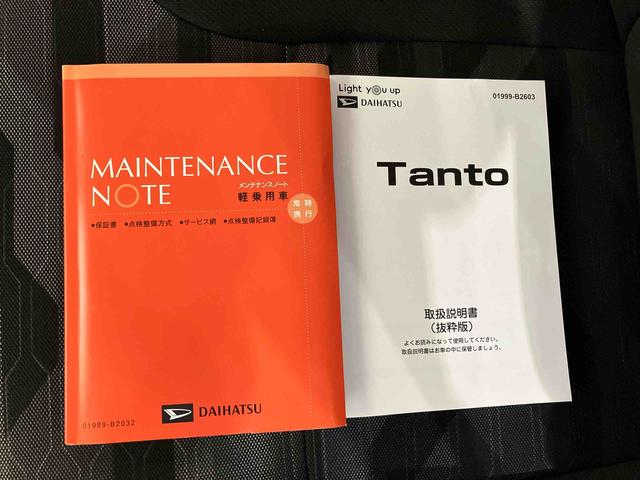 MAINTENANCE
NOTE
メンテナンスノート
軽乗用車
常時
携行
●保証書 ●点検整備方式 ●サービス網 ●点検整備記録簿
DAIHATSU
01989-B2032
Light you up
DAIHATSU
01999-B2603
Tanto
取扱説明書
(抜粋版)
よくお読みになって使用してください。
取扱説明書はお車の中に保管しましょう。